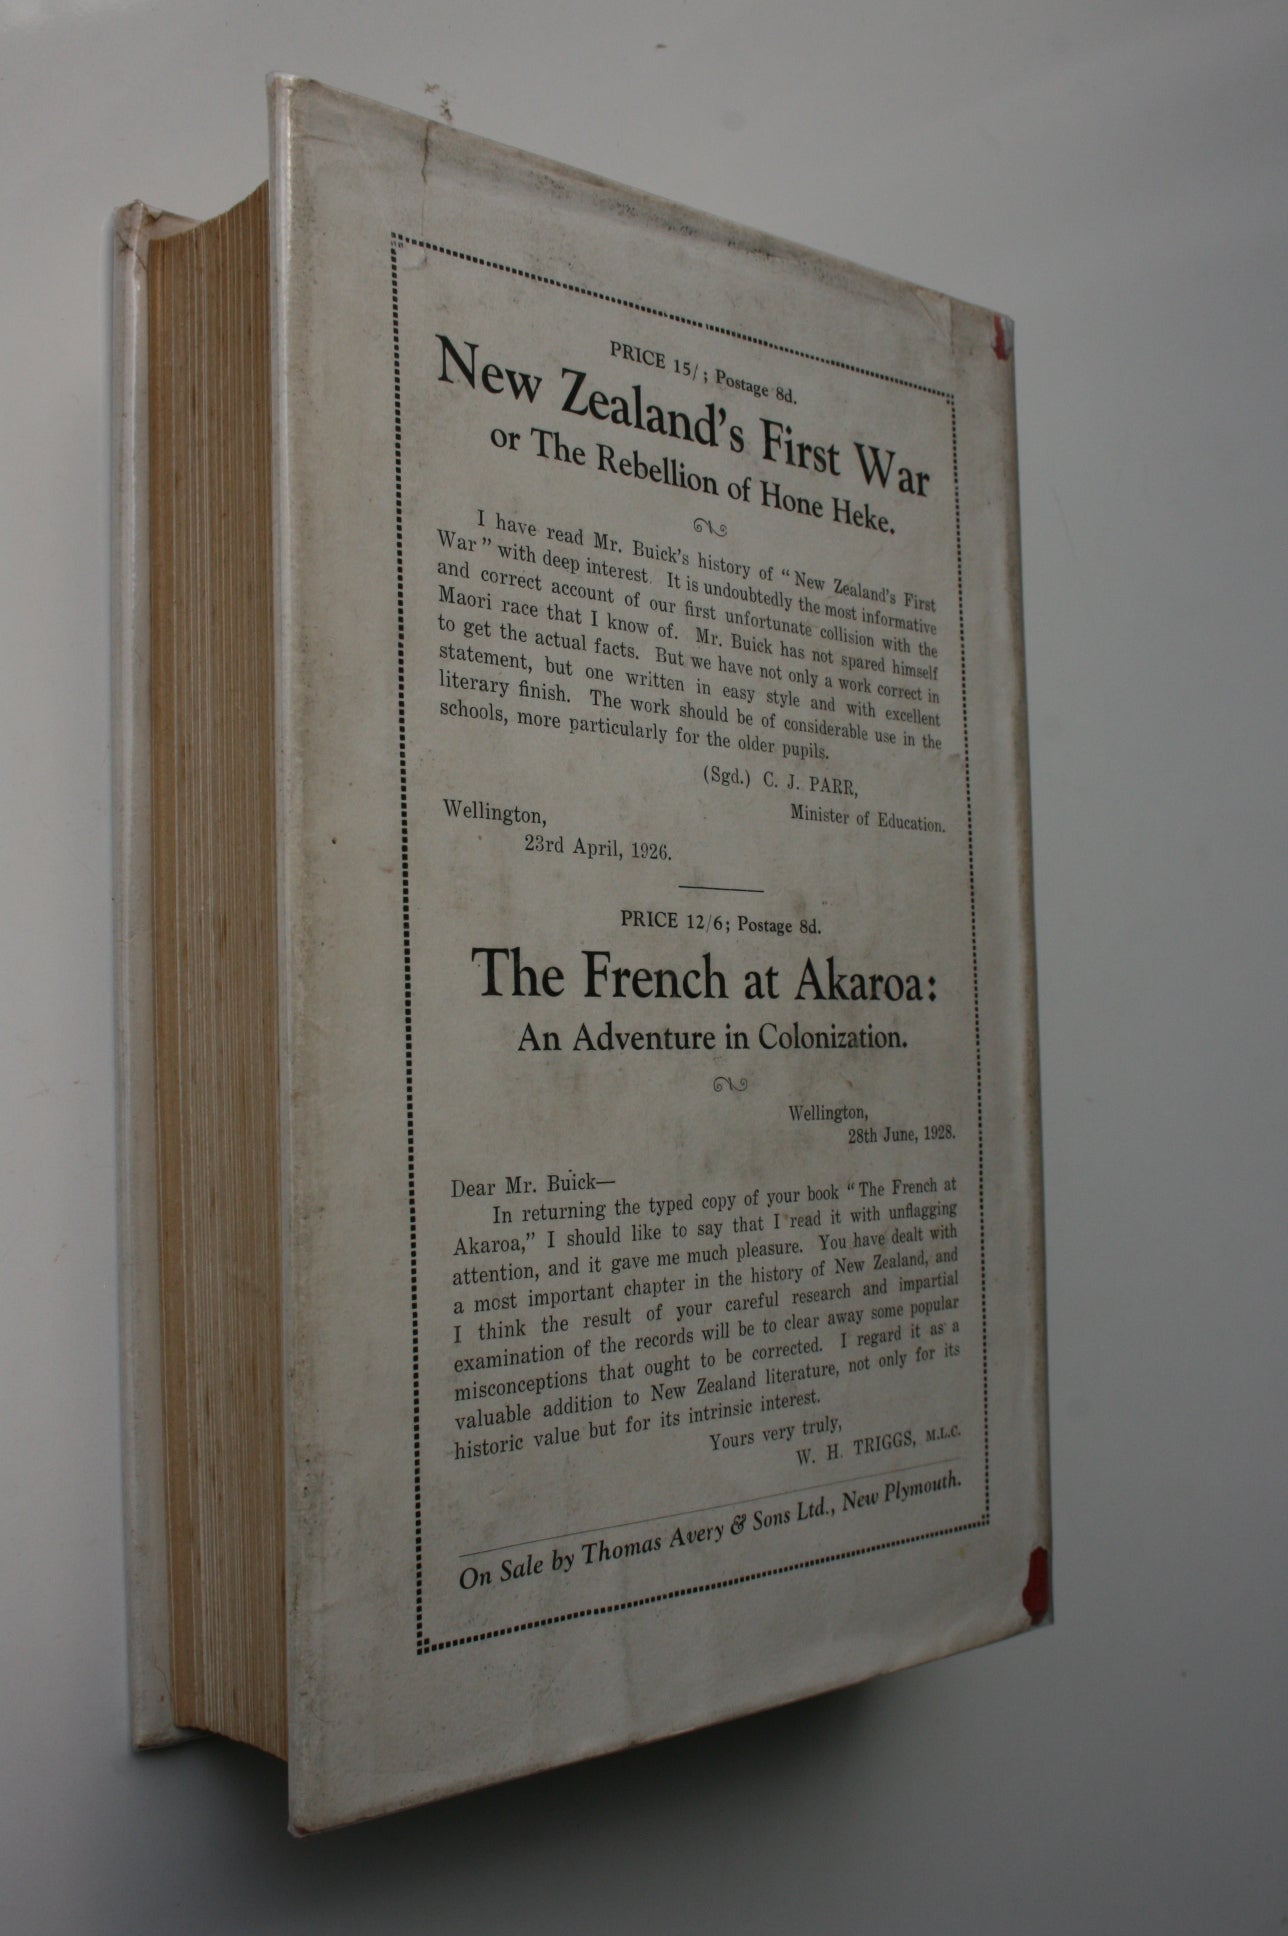 PRICE 15/; Postage 8d.
New Zealand's First War
or The Rebellion of Hone Heke.
I have read Mr. Buick's history of "New Zealand's First
War" with deep interest. It is undoubtedly the most informative
and correct account of our first unfortunate collision with the
Maori race that I know of. Mr. Buick has not spared himself
to get the actual facts. But we have not only a work correct in
statement, but one written in easy style and with excellent
literary finish. The work should be of considerable use in the
schools, more particularly for the older pupils.
(Sgd.) C. J. PARR,
Minister of Education.
Wellington,
23rd April, 1926.
PRICE 12/6; Postage 8d.
The French at Akaroa:
An Adventure in Colonization.
Wellington,
28th June, 1928.
Dear Mr. Buick—
In returning the typed copy of your book "The French at
Akaroa," I should like to say that I read it with unflagging
attention, and it gave me much pleasure. You have dealt with
a most important chapter in the history of New Zealand, and
I think the result of your careful research and impartial
examination of the records will be to clear away some popular
misconceptions that ought to be corrected. I regard it as a
valuable addition to New Zealand literature, not only for its
historic value but for its intrinsic interest.
Yours very truly,
W. H. TRIGGS, M.L.C.
On Sale by Thomas Avery & Sons Ltd., New Plymouth.